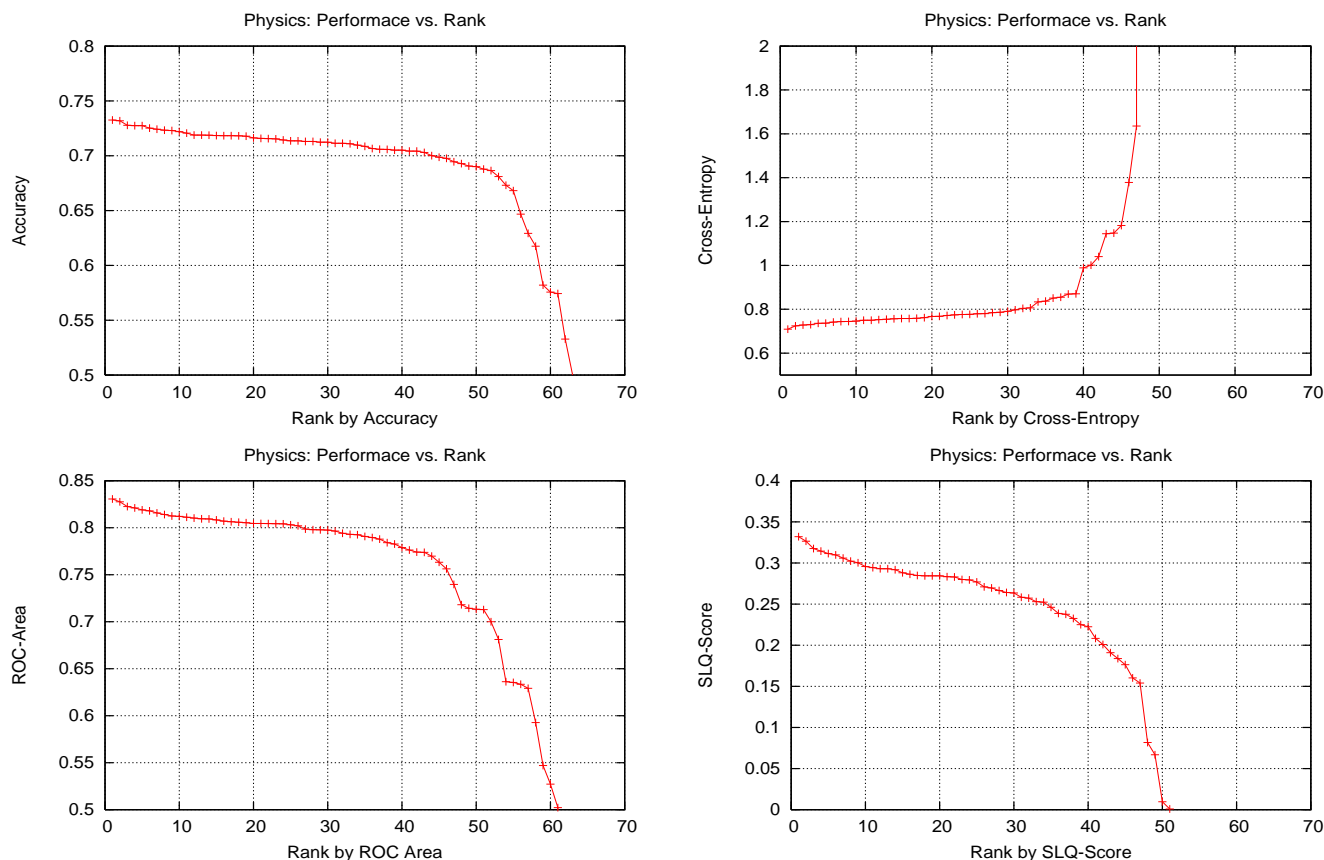 Physics: Performace vs. Rank
0.8
0.75
0.7
0.65
0.6
0.55
0.5
Accuracy
0 10 20 30 40 50 60 70
Rank by Accuracy
Physics: Performace vs. Rank
2
1.8
1.6
1.4
1.2
1
0.8
0.6
Cross-Entropy
0 10 20 30 40 50 60 70
Rank by Cross-Entropy
Physics: Performace vs. Rank
0.85
0.8
0.75
0.7
0.65
0.6
0.55
0.5
ROC-Area
0 10 20 30 40 50 60 70
Rank by ROC Area
Physics: Performace vs. Rank
0.4
0.35
0.3
0.25
0.2
0.15
0.1
0.05
0
SLQ-Score
0 10 20 30 40 50 60 70
Rank by SLQ-Score